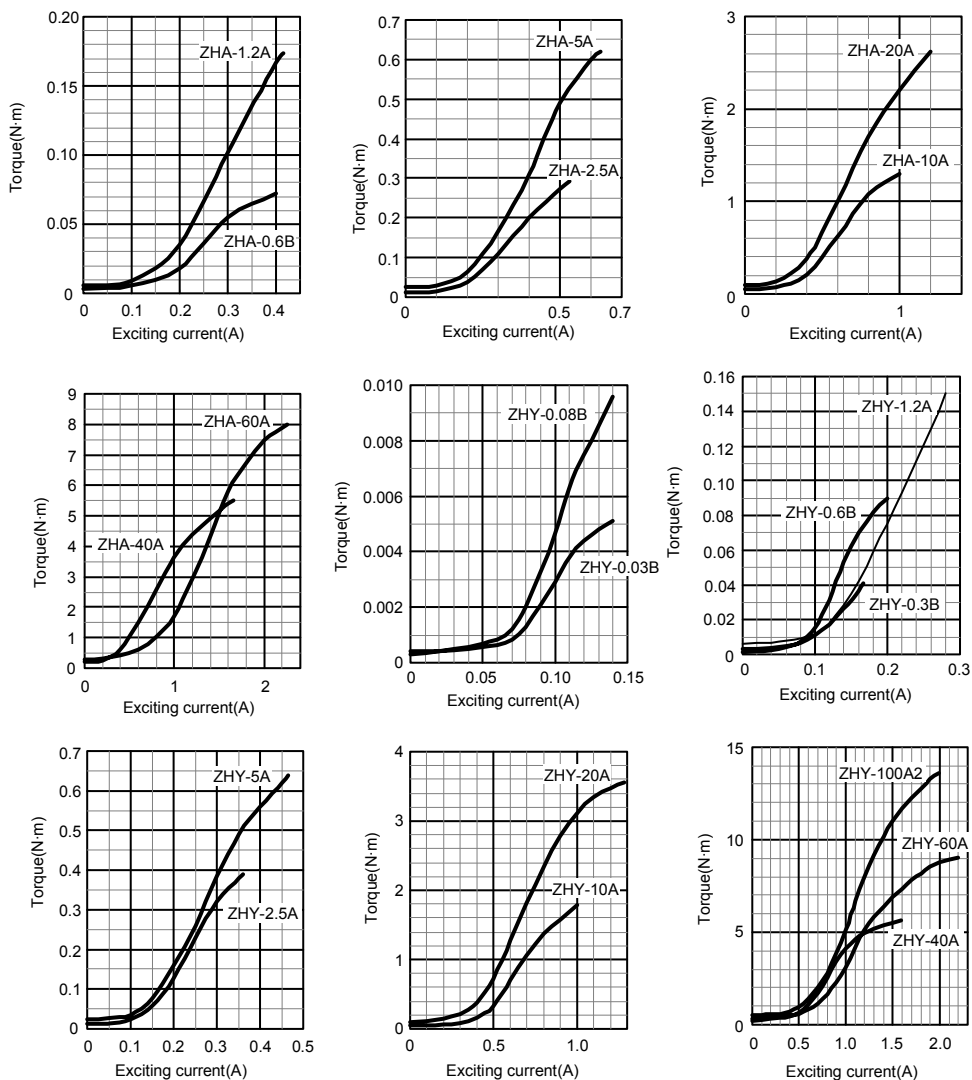 0.20
0.15
0.10
0.05
0
Torque(N·m)
ZHA-1.2A
ZHA-0.6B
0 0.1 0.2 0.3 0.4
Exciting current(A)
0.7
0.6
0.5
0.4
0.3
0.2
0.1
0
Torque(N·m)
ZHA-5A
ZHA-2.5A
0 0.5 0.7
Exciting current(A)
3
2
1
0
Torque(N·m)
ZHA-20A
ZHA-10A
0 1
Exciting current(A)
9
8
7
6
5
4
3
2
1
0
Torque(N·m)
ZHA-60A
ZHA-40A
0 1 2
Exciting current(A)
0.010
0.008
0.006
0.004
0.002
0
Torque(N·m)
ZHY-0.08B
ZHY-0.03B
0 0.05 0.10 0.15
Exciting current(A)
0.16
0.14
0.12
0.10
0.08
0.06
0.04
0.02
0
Torque(N·m)
ZHY-1.2A
ZHY-0.6B
ZHY-0.3B
0 0.1 0.2 0.3
Exciting current(A)
0.7
0.6
0.5
0.4
0.3
0.2
0.1
0
Torque(N·m)
ZHY-5A
ZHY-2.5A
0 0.1 0.2 0.3 0.4 0.5
Exciting current(A)
4
3
2
1
0
Torque(N·m)
ZHY-20A
ZHY-10A
0 0.5 1.0
Exciting current(A)
15
10
5
0
Torque(N·m)
ZHY-100A2
ZHY-60A
ZHY-40A
0 0.5 1.0 1.5 2.0
Exciting current(A)